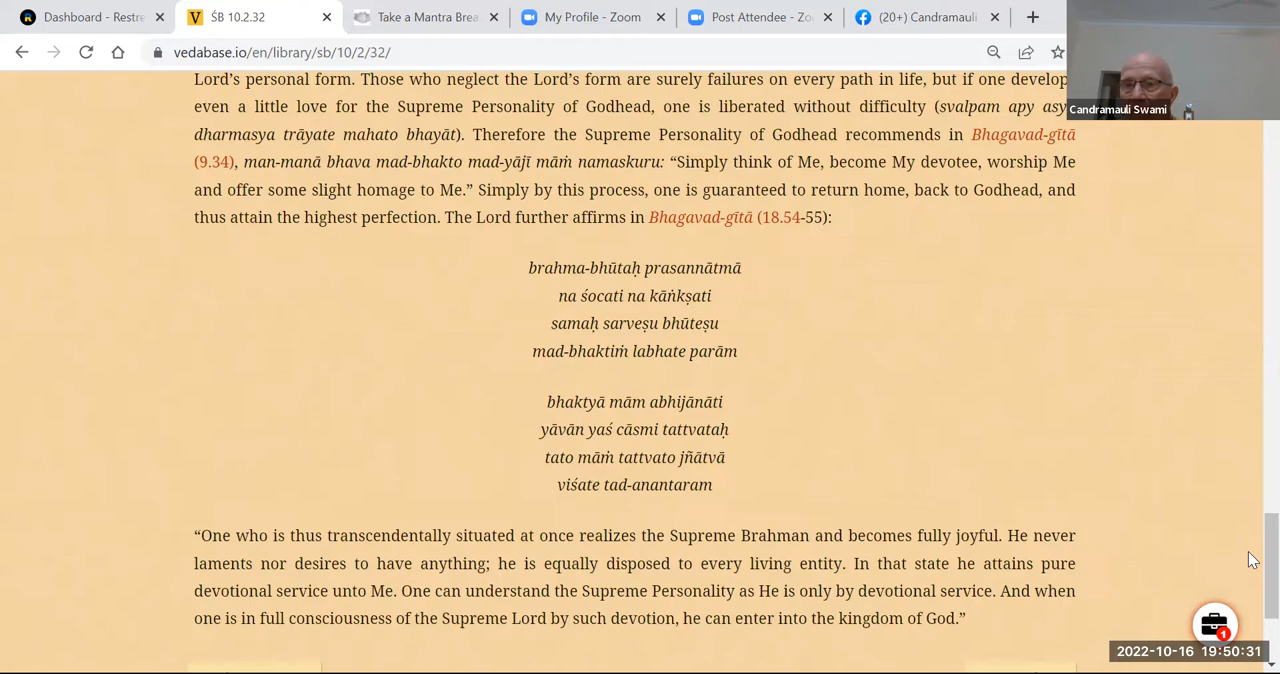 Dashboard - Restre
ŚB 10.2.32
Take a Mantra Brea
My Profile - Zoom
Post Attendee - Zo
(20+) Candramauli
vedabase.io/en/library/sb/10/2/32/
Candramauli Swami
Lord’s personal form. Those who neglect the Lord’s form are surely failures on every path in life, but if one develop
even a little love for the Supreme Personality of Godhead, one is liberated without difficulty (svalpam apy asy
dharmasya trāyate mahato bhayāt). Therefore the Supreme Personality of Godhead recommends in Bhagavad-gītā
(9.34), man-manā bhava mad-bhakto mad-yājī māṁ namaskuru: “Simply think of Me, become My devotee, worship Me
and offer some slight homage to Me.” Simply by this process, one is guaranteed to return home, back to Godhead, and
thus attain the highest perfection. The Lord further affirms in Bhagavad-gītā (18.54-55):
brahma-bhūtaḥ prasannātmā
na śocati na kāṅkṣati
samaḥ sarveṣu bhūteṣu
mad-bhaktiṁ labhate parām
bhaktyā mām abhijānāti
yāvān yaś cāsmi tattvataḥ
tato māṁ tattvato jñātvā
viśate tad-anantaram
“One who is thus transcendentally situated at once realizes the Supreme Brahman and becomes fully joyful. He never
laments nor desires to have anything; he is equally disposed to every living entity. In that state he attains pure
devotional service unto Me. One can understand the Supreme Personality as He is only by devotional service. And when
one is in full consciousness of the Supreme Lord by such devotion, he can enter into the kingdom of God.”
1
2022-10-16 19:50:31